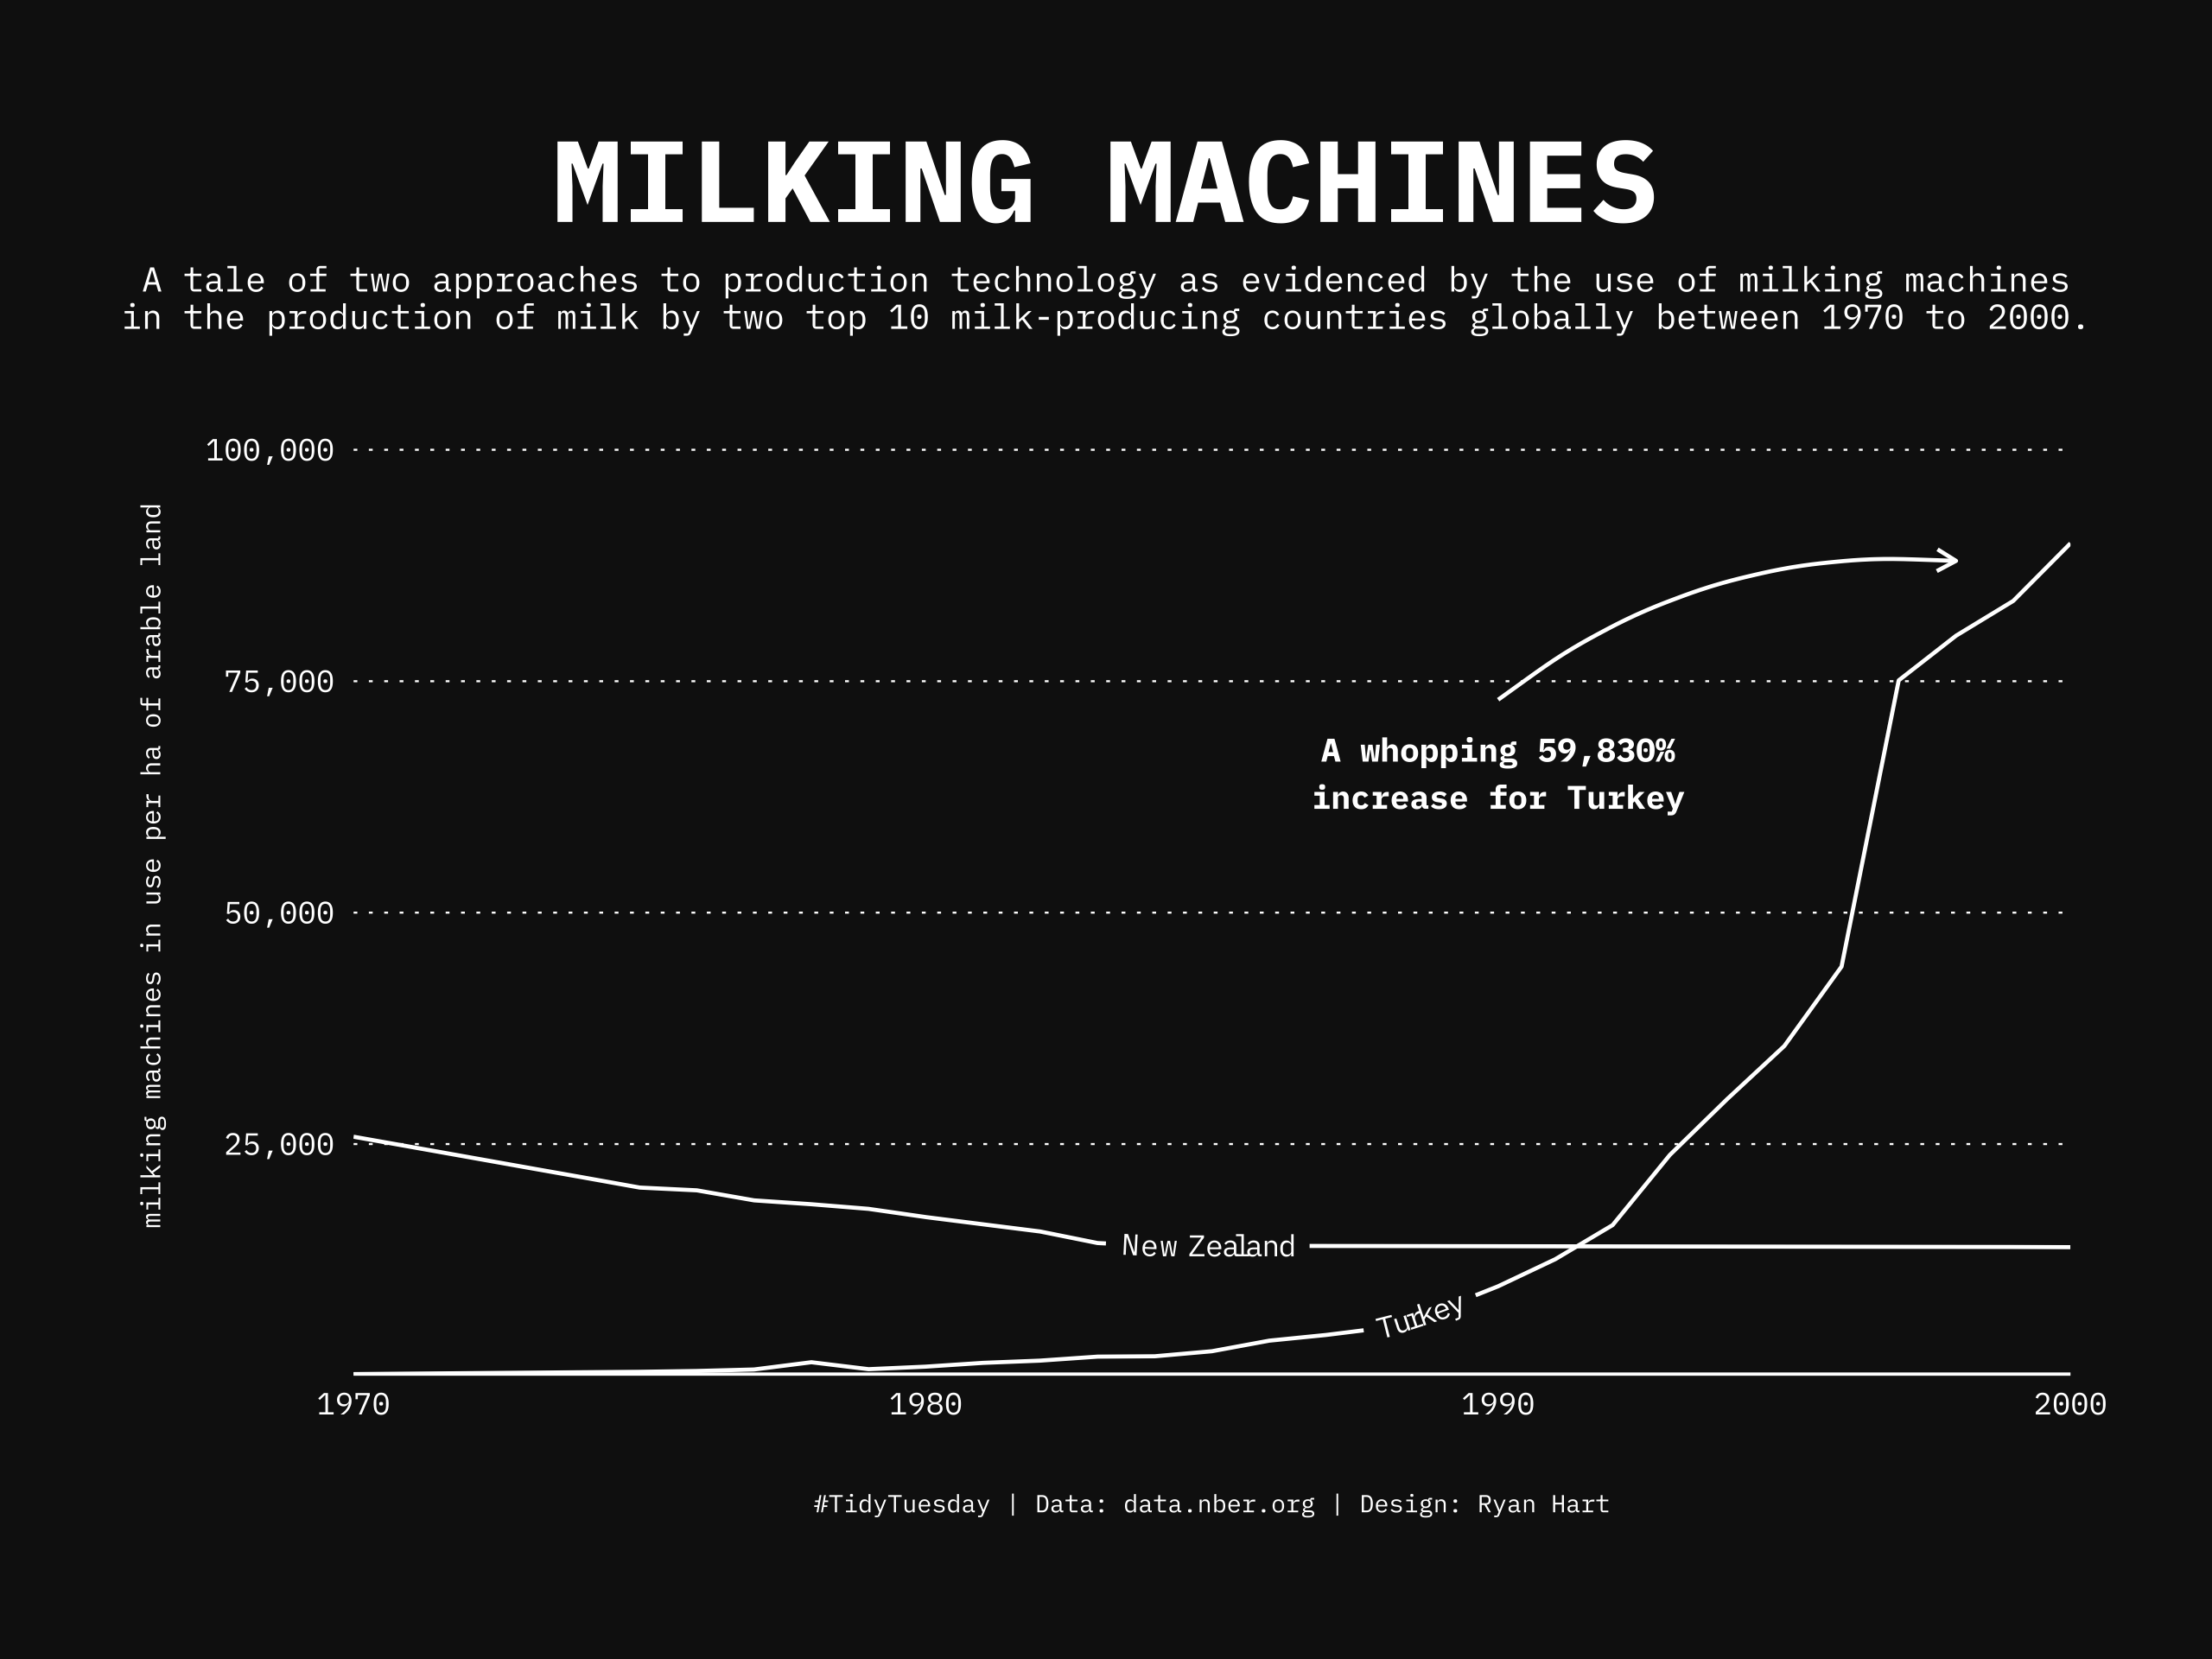 MILKING MACHINES
A tale of two approaches to production technology as evidenced by the use of milking machines
in the production of milk by two top 10 milk-producing countries globally between 1970 to 2000.
milking machines in use per ha of arable land
100,000
75,000
50,000
25,000
A whopping 59,830%
increase for Turkey
New Zealand
Turkey
1970
1980
1990
2000
#TidyTuesday | Data: data.nber.org | Design: Ryan Hart